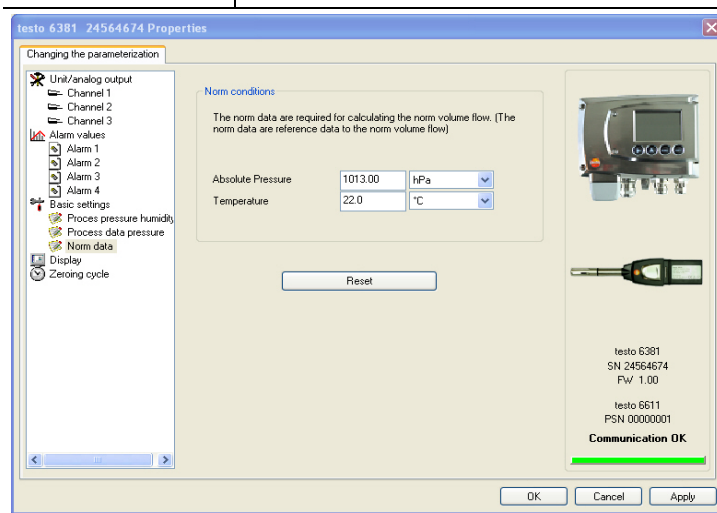 testo 6381 24564674 Properties
Changing the parameterization
Unit/analog output
Channel 1
Channel 2
Channel 3
Alarm values
Alarm 1
Alarm 2
Alarm 3
Alarm 4
Basic settings
Proces pressure humidity
Process data pressure
Norm data
Display
Zeroing cycle
Norm conditions
The norm data are required for calculating the norm volume flow. (The
norm data are reference data to the norm volume flow)
Absolute Pressure 1013.00 hPa
Temperature 22.0 °C
Reset
testo 6381
SN 24564674
FW 1.00
testo 6611
PSN 00000001
Communication OK
OK Cancel Apply